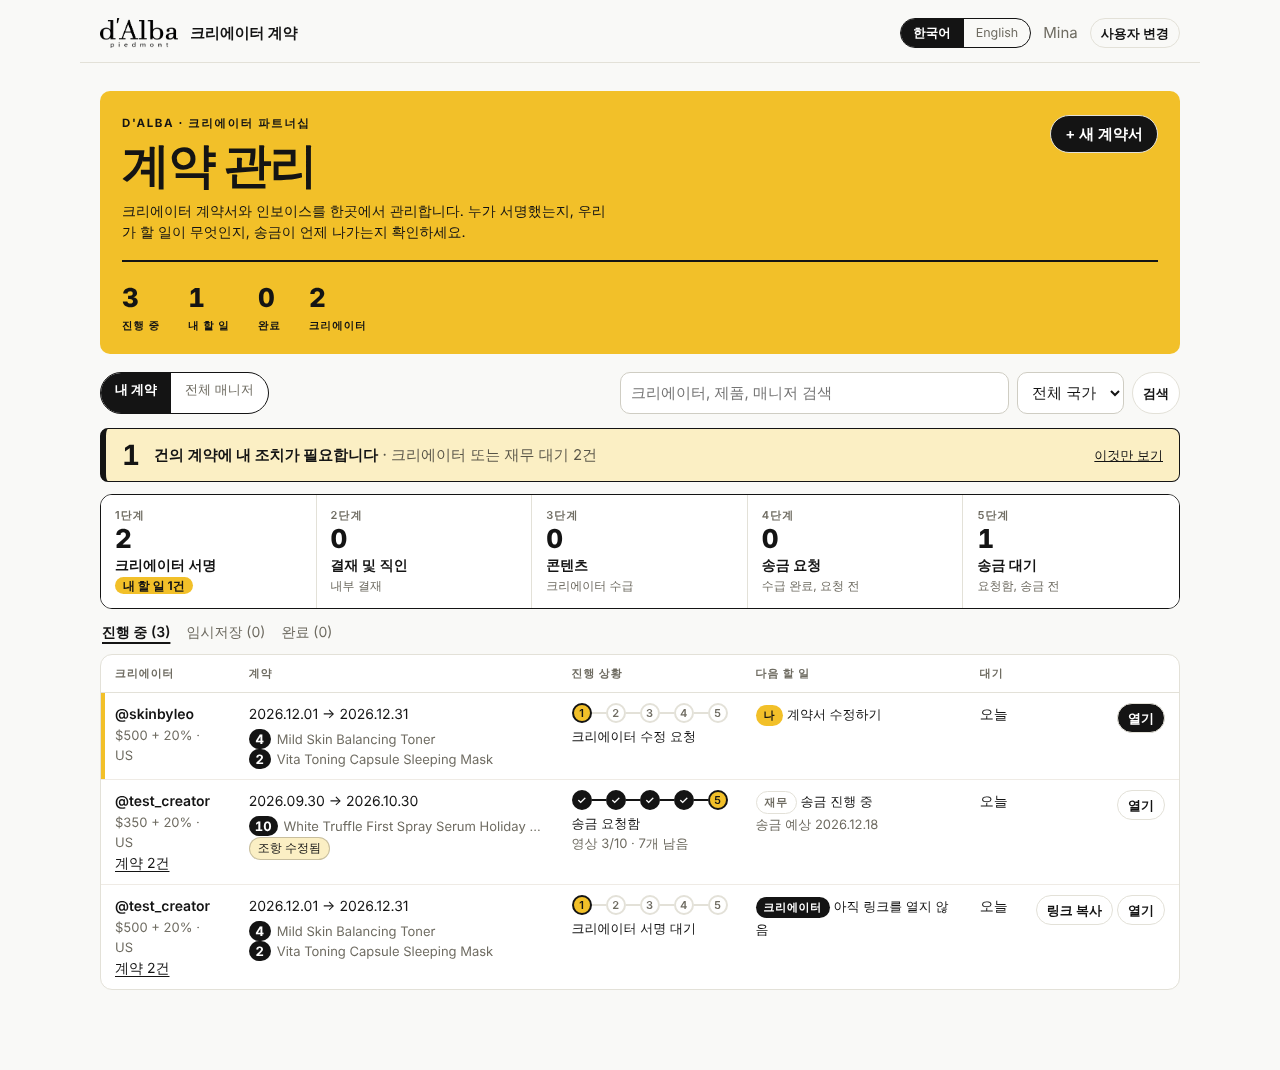 d'Alba
piedmont
크리에이터 계약
한국어
English
Mina
사용자 변경
D'ALBA · 크리에이터 파트너십
계약 관리
+ 새 계약서
크리에이터 계약서와 인보이스를 한곳에서 관리합니다. 누가 서명했는지, 우리
가 할 일이 무엇인지, 송금이 언제 나가는지 확인하세요.
3
1
0
2
진행 중
내 할 일
완료
크리에이터
내 계약
전체 매니저
크리에이터, 제품, 매니저 검색
전체 국가
검색
1 건의 계약에 내 조치가 필요합니다 · 크리에이터 또는 재무 대기 2건
이것만 보기
1단계
2
크리에이터 서명
내 할 일 1건
2단계
0
결재 및 직인
내부 결재
3단계
0
콘텐츠
크리에이터 수급
4단계
0
송금 요청
수급 완료, 요청 전
5단계
1
송금 대기
요청함, 송금 전
진행 중 (3)
임시저장 (0)
완료 (0)
크리에이터
계약
진행 상황
다음 할 일
대기
@skinbyleo
$500 + 20% ·
US
2026.12.01 → 2026.12.31
4 Mild Skin Balancing Toner
2 Vita Toning Capsule Sleeping Mask
1 2 3 4 5
크리에이터 수정 요청
나 계약서 수정하기
오늘
열기
@test_creator
$350 + 20% ·
US
계약 2건
2026.09.30 → 2026.10.30
10 White Truffle First Spray Serum Holiday ...
조항 수정됨
✓ ✓ ✓ ✓ 5
송금 요청함
영상 3/10 · 7개 남음
재무 송금 진행 중
송금 예상 2026.12.18
오늘
열기
@test_creator
$500 + 20% ·
US
계약 2건
2026.12.01 → 2026.12.31
4 Mild Skin Balancing Toner
2 Vita Toning Capsule Sleeping Mask
1 2 3 4 5
크리에이터 서명 대기
크리에이터 아직 링크를 열지 않
음
오늘
링크 복사
열기